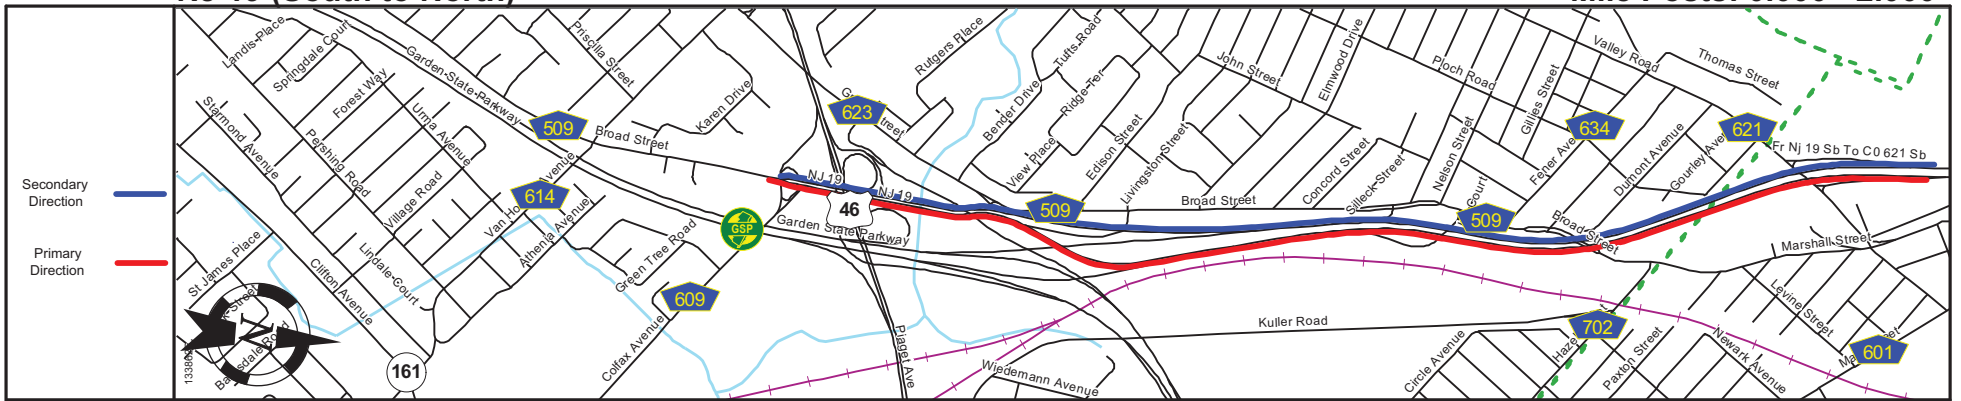 Secondary
Direction
Primary
Direction
Landis Place
Springdale Court
Forest Way
Starmond Avenue
Pershing Road
Urma Avenue
Village Road
Garden State Parkway
Priscilla Street
Karen Drive
Broad Street
509
614
Avenue
Athenia Avenue
Lindale Court
Clifton Avenue
St James Place
161
Green Tree Road
Colfax Avenue
609
GSP
Garden State Parkway
46
NJ 19
NJ 19
623
Piaget Ave
Rutgers Place
Tufts Road
Bender Drive
Ridge Ter
View Place
Edison Street
Livingston Street
509
Broad Street
John Street
Elmwood Drive
Concord Street
Silleck Street
Ploch Road
Nelson Street
Court
509
Gillies Street
Valley Road
Thomas Street
634
621
Dumont Avenue
Broad Street
Fr Nj 19 Sb To C0 621 Sb
Marshall Street
Levine Street
601
Newark Avenue
Paxton Street
702
Circle Avenue
Kuller Road
Wiedemann Avenue
N